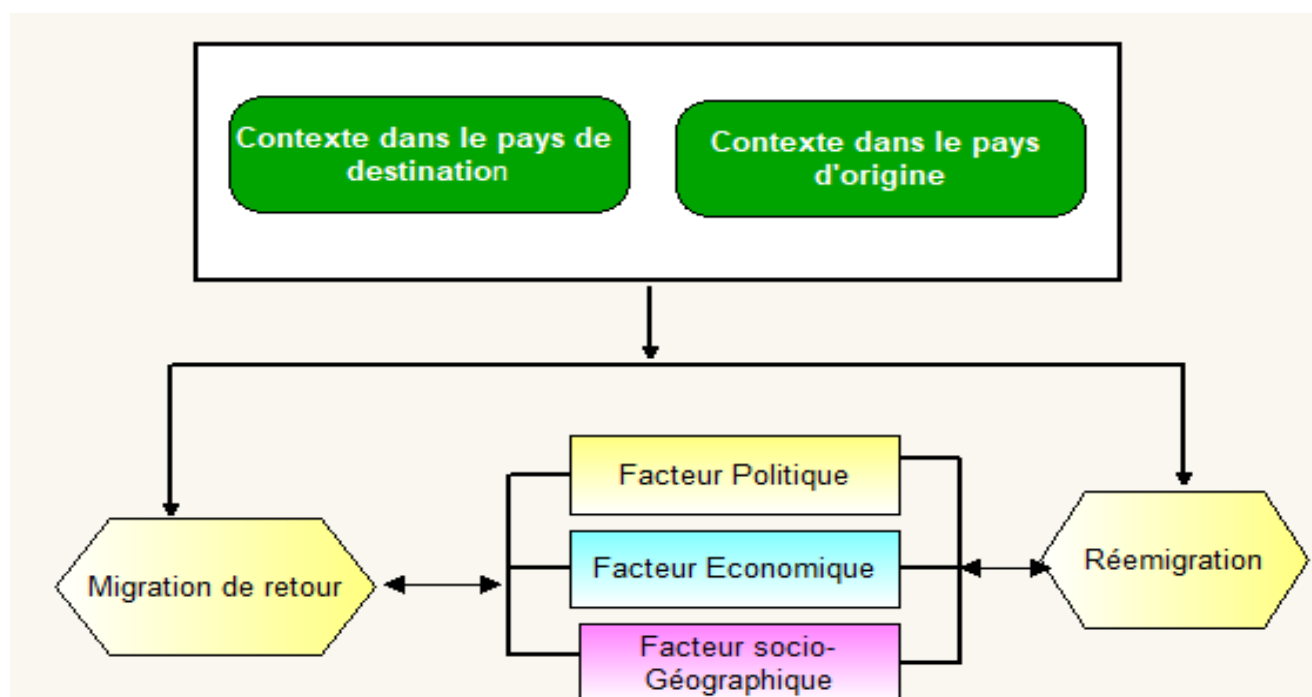 Contexte dans le pays de
destination
Contexte dans le pays
d'origine
Facteur Politique
Migration de retour
Facteur Economique
Réemigration
Facteur socio-
Géographique